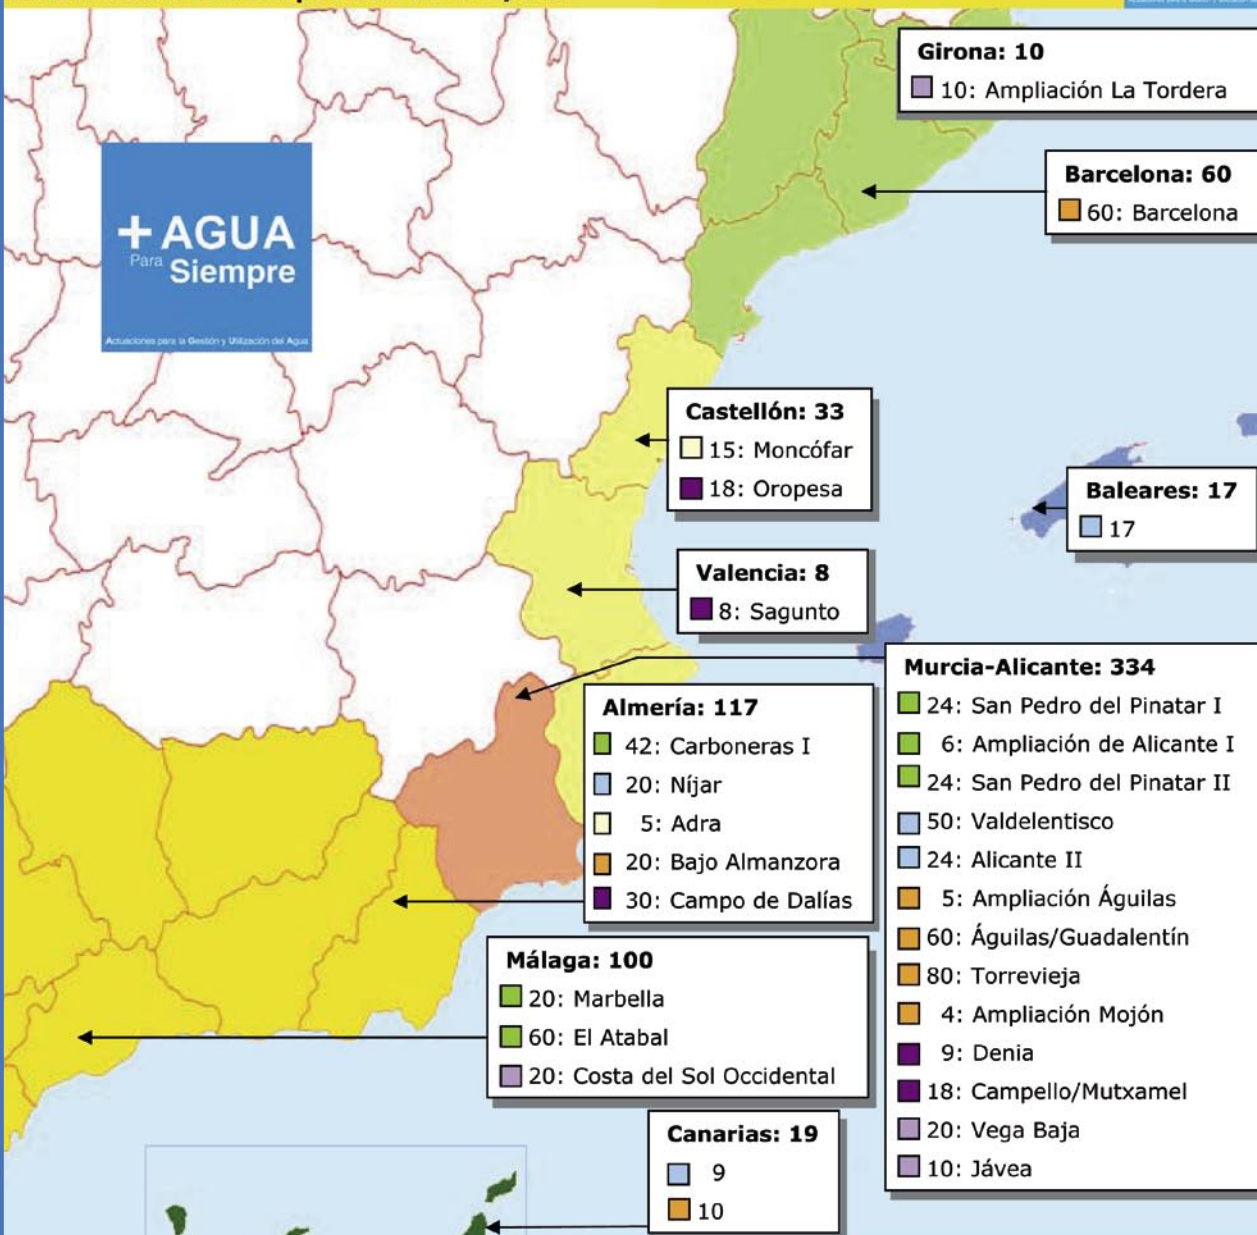 + AGUA
Para Siempre
Actuaciones para la Gestión y Utilización del Agua
Girona: 10
10: Ampliación La Tordera
Barcelona: 60
60: Barcelona
Castellón: 33
15: Moncófar
18: Oropesa
Baleares: 17
17
Valencia: 8
8: Sagunto
Murcia-Alicante: 334
24: San Pedro del Pinatar I
6: Ampliación de Alicante I
24: San Pedro del Pinatar II
50: Valdelentisco
24: Alicante II
5: Ampliación Águilas
60: Águilas/Guadalentín
80: Torrevieja
4: Ampliación Mojón
9: Denia
18: Campello/Mutxamel
20: Vega Baja
10: Jávea
Almería: 117
42: Carboneras I
20: Níjar
5: Adra
20: Bajo Almanzora
30: Campo de Dalías
Málaga: 100
20: Marbella
60: El Atabal
20: Costa del Sol Occidental
Canarias: 19
9
10